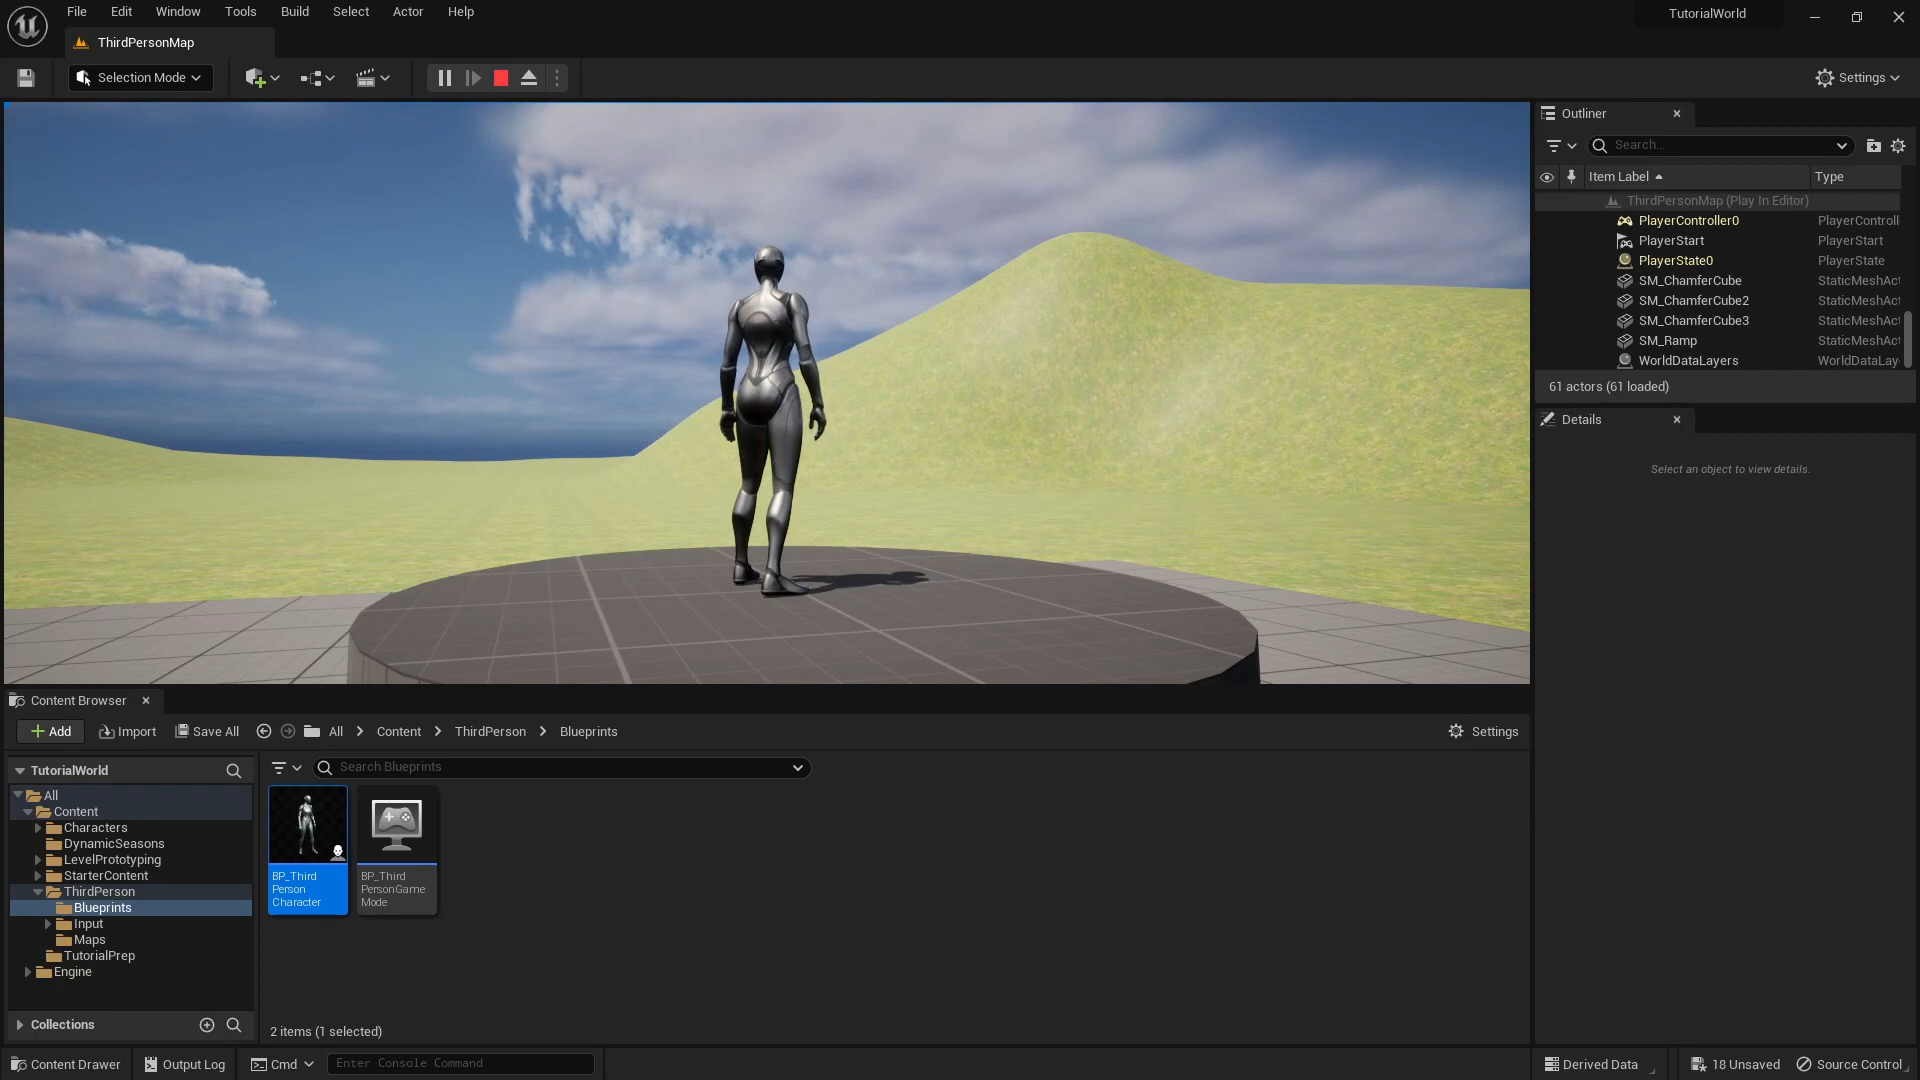 File Edit Window Tools Build Select Actor Help
TutorialWorld
ThirdPersonMap
Selection Mode
Settings
Outliner
Search...
Item Label Type
ThirdPersonMap (Play In Editor)
PlayerController0 PlayerControll
PlayerStart PlayerStart
PlayerState0 PlayerState
SM_ChamferCube StaticMeshAct
SM_ChamferCube2 StaticMeshAct
SM_ChamferCube3 StaticMeshAct
SM_Ramp StaticMeshAct
WorldDataLayers WorldDataLay
61 actors (61 loaded)
Details
Select an object to view details.
Content Browser
Add Import Save All All Content ThirdPerson Blueprints
Settings
TutorialWorld
Search Blueprints
All
Content
Characters
DynamicSeasons
LevelPrototyping
StarterContent
ThirdPerson
Blueprints
Input
Maps
TutorialPrep
Engine
BP_Third
Person
Character
BP_Third
PersonGame
Mode
Collections
2 items (1 selected)
Content Drawer Output Log Cmd Enter Console Command
Derived Data 18 Unsaved Source Control